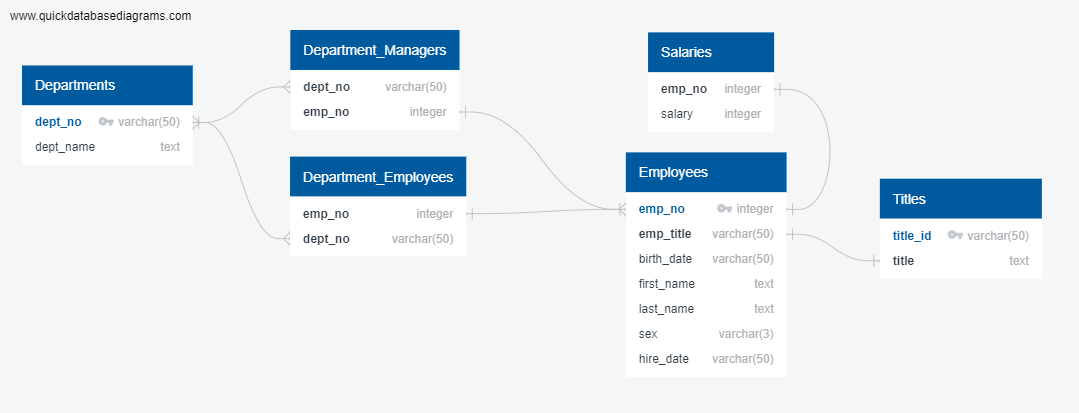 www.quickdatabasediagrams.com
Departments
dept_no varchar(50)
dept_name text
Department_Managers
dept_no varchar(50)
emp_no integer
Department_Employees
emp_no integer
dept_no varchar(50)
Salaries
emp_no integer
salary integer
Employees
emp_no integer
emp_title varchar(50)
birth_date varchar(50)
first_name text
last_name text
sex varchar(3)
hire_date varchar(50)
Titles
title_id varchar(50)
title text